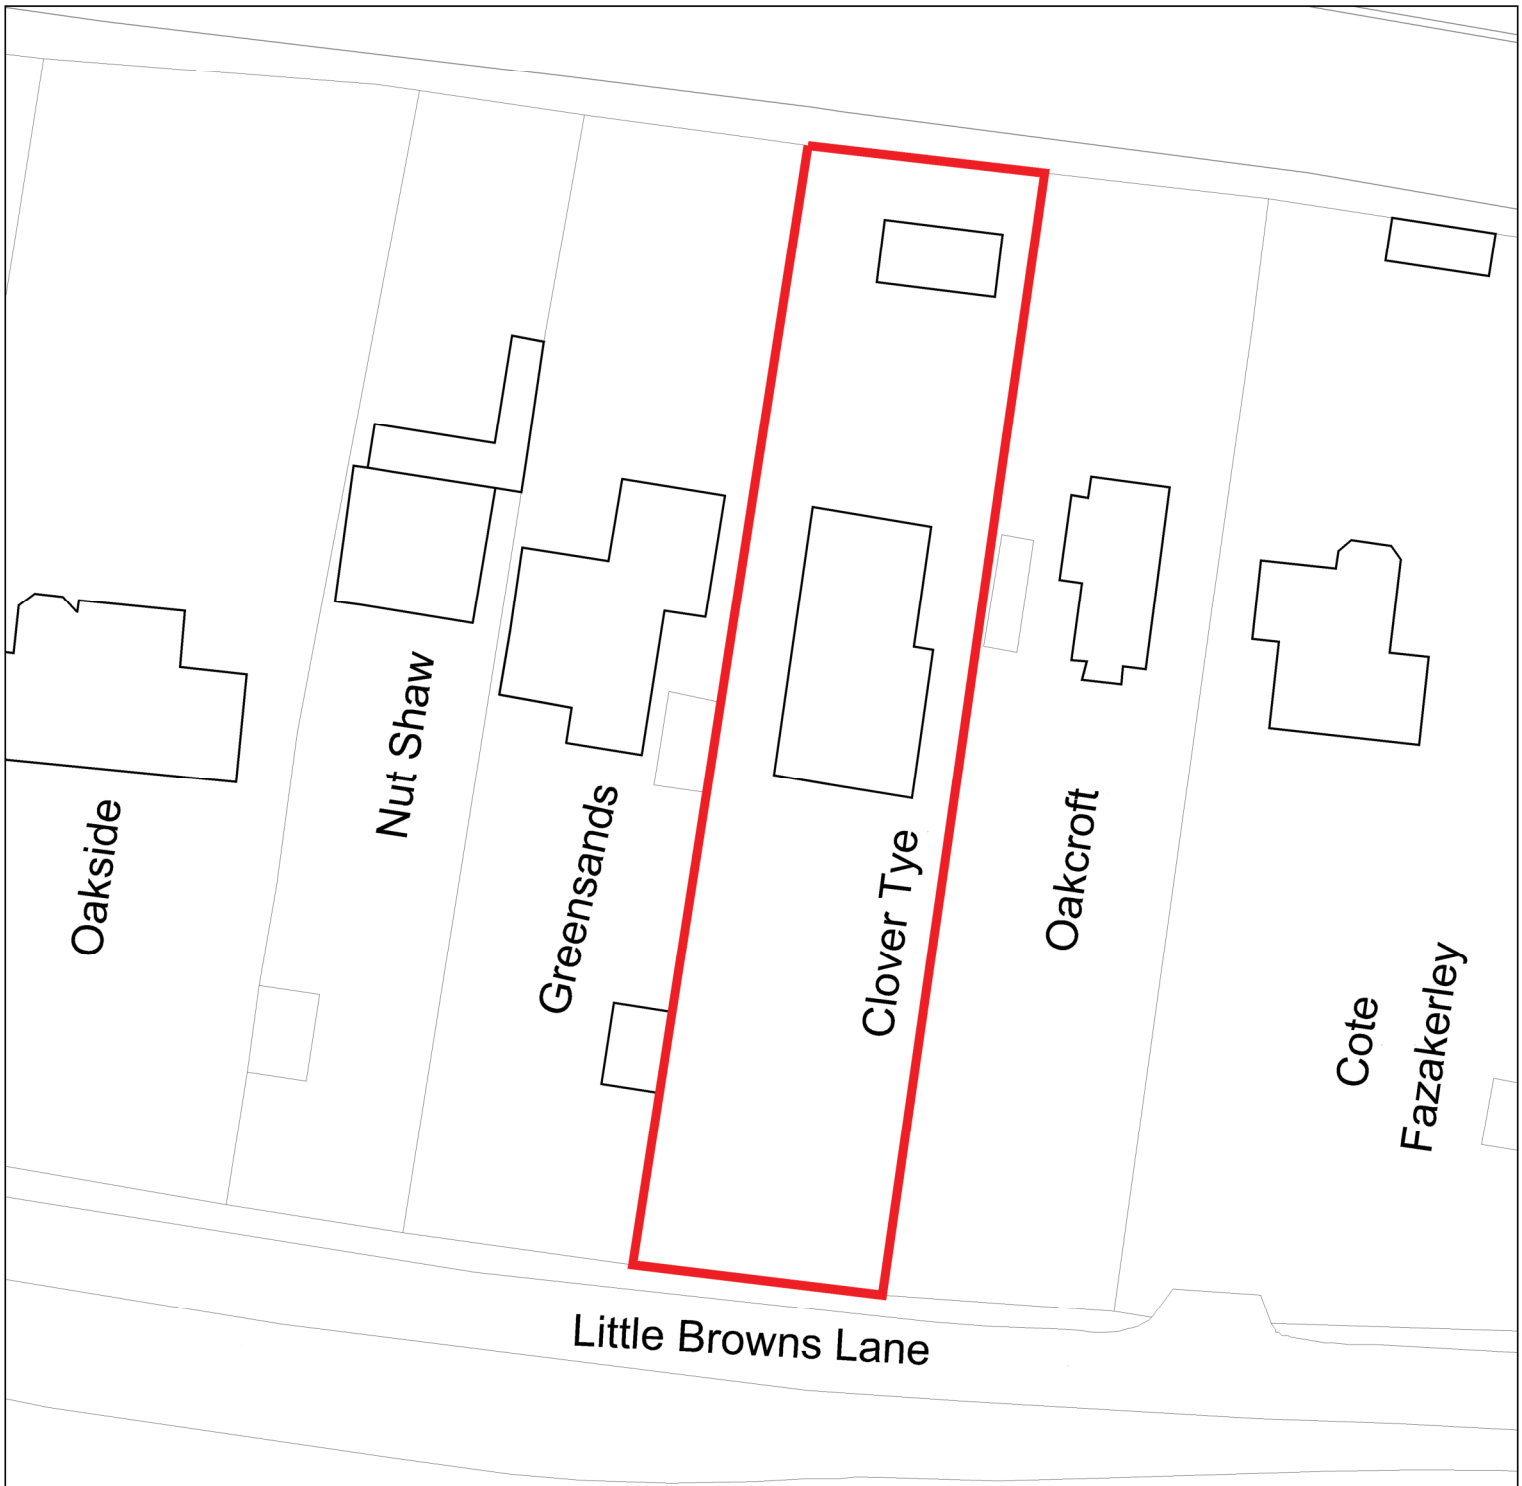 Oakside
Nut Shaw
Greensands
Clover Tye
Oakcroft
Cote
Fazakerley
Little Browns Lane